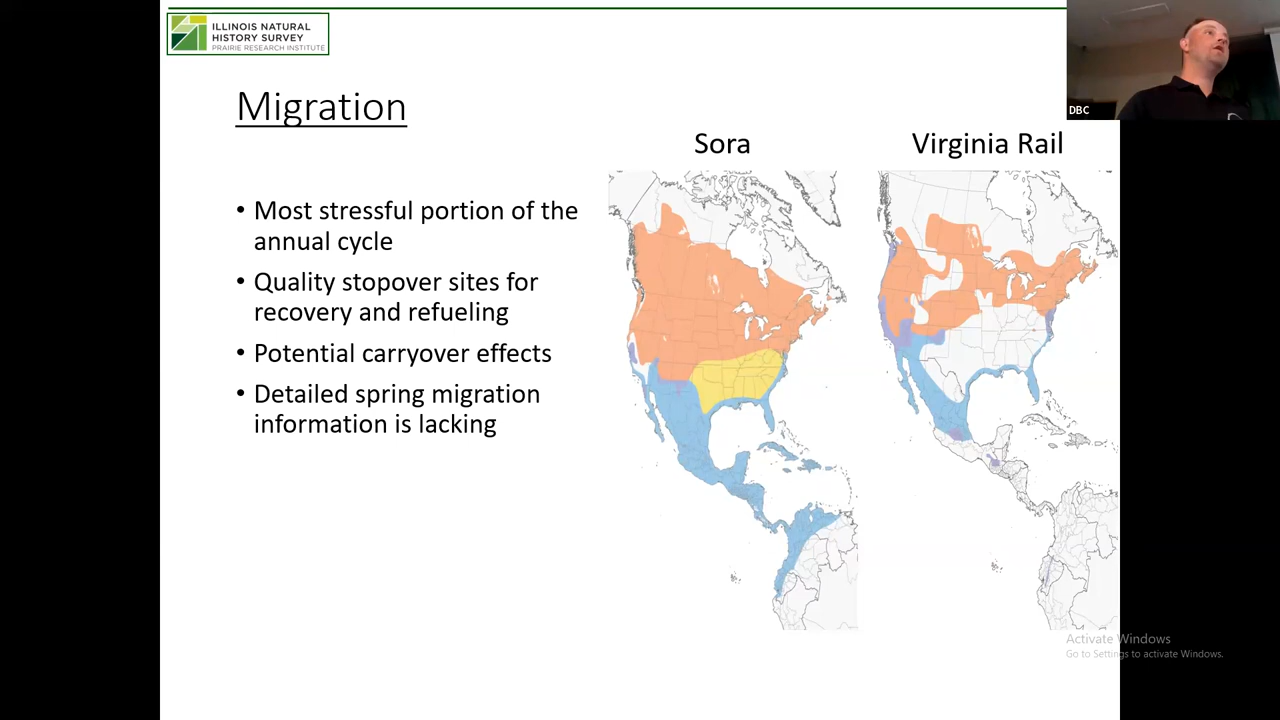 ILLINOIS NATURAL
HISTORY SURVEY
PRAIRIE RESEARCH INSTITUTE
DBC
Migration
Sora
Virginia Rail
• Most stressful portion of the
annual cycle
• Quality stopover sites for
recovery and refueling
• Potential carryover effects
• Detailed spring migration
information is lacking
Activate Windows
Go to Settings to activate Windows.